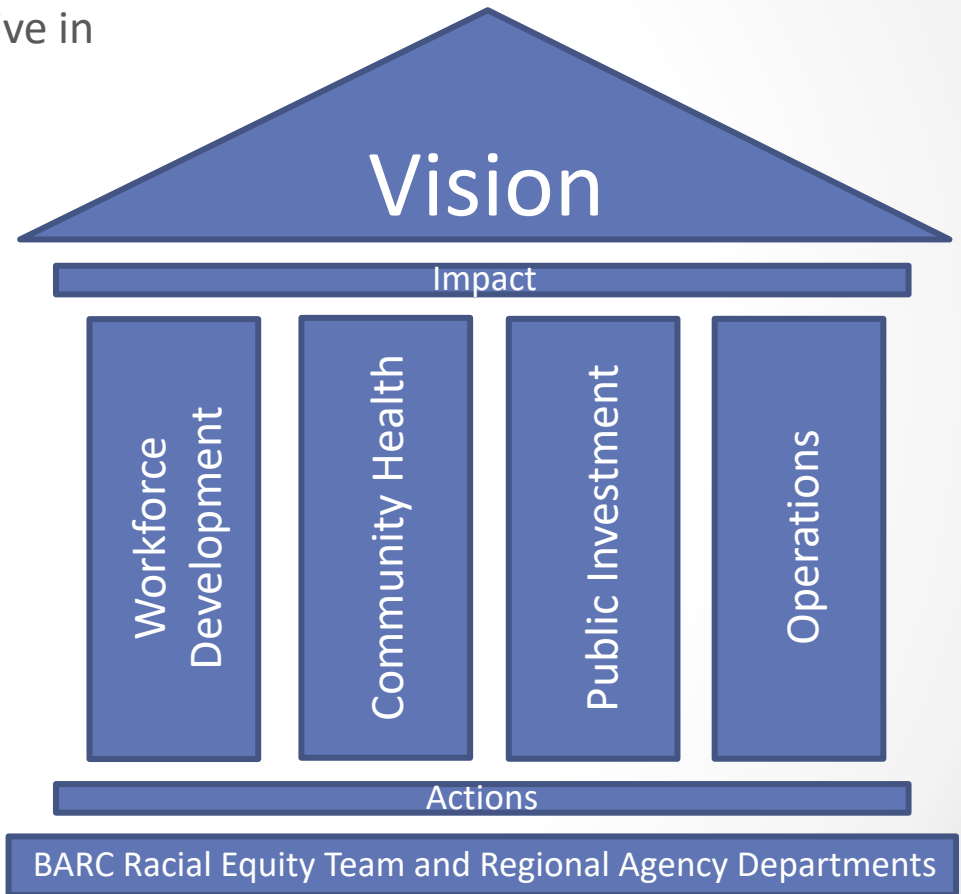 ive in
Vision
Impact
Workforce
Development
Community Health
Public Investment
Operations
Actions
BARC Racial Equity Team and Regional Agency Departments